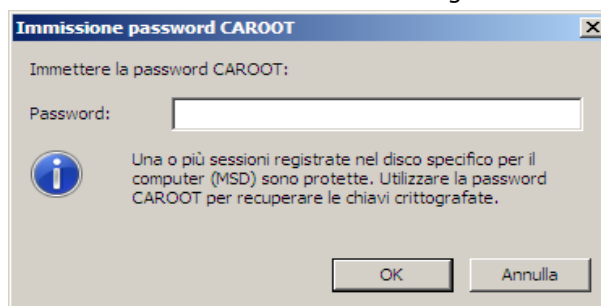 Immissione password CAROOT
Immettere la password CAROOT:
Password:
Una o più sessioni registrate nel disco specifico per il
computer (MSD) sono protette. Utilizzare la password
CAROOT per recuperare le chiavi crittografate.
OK
Annulla